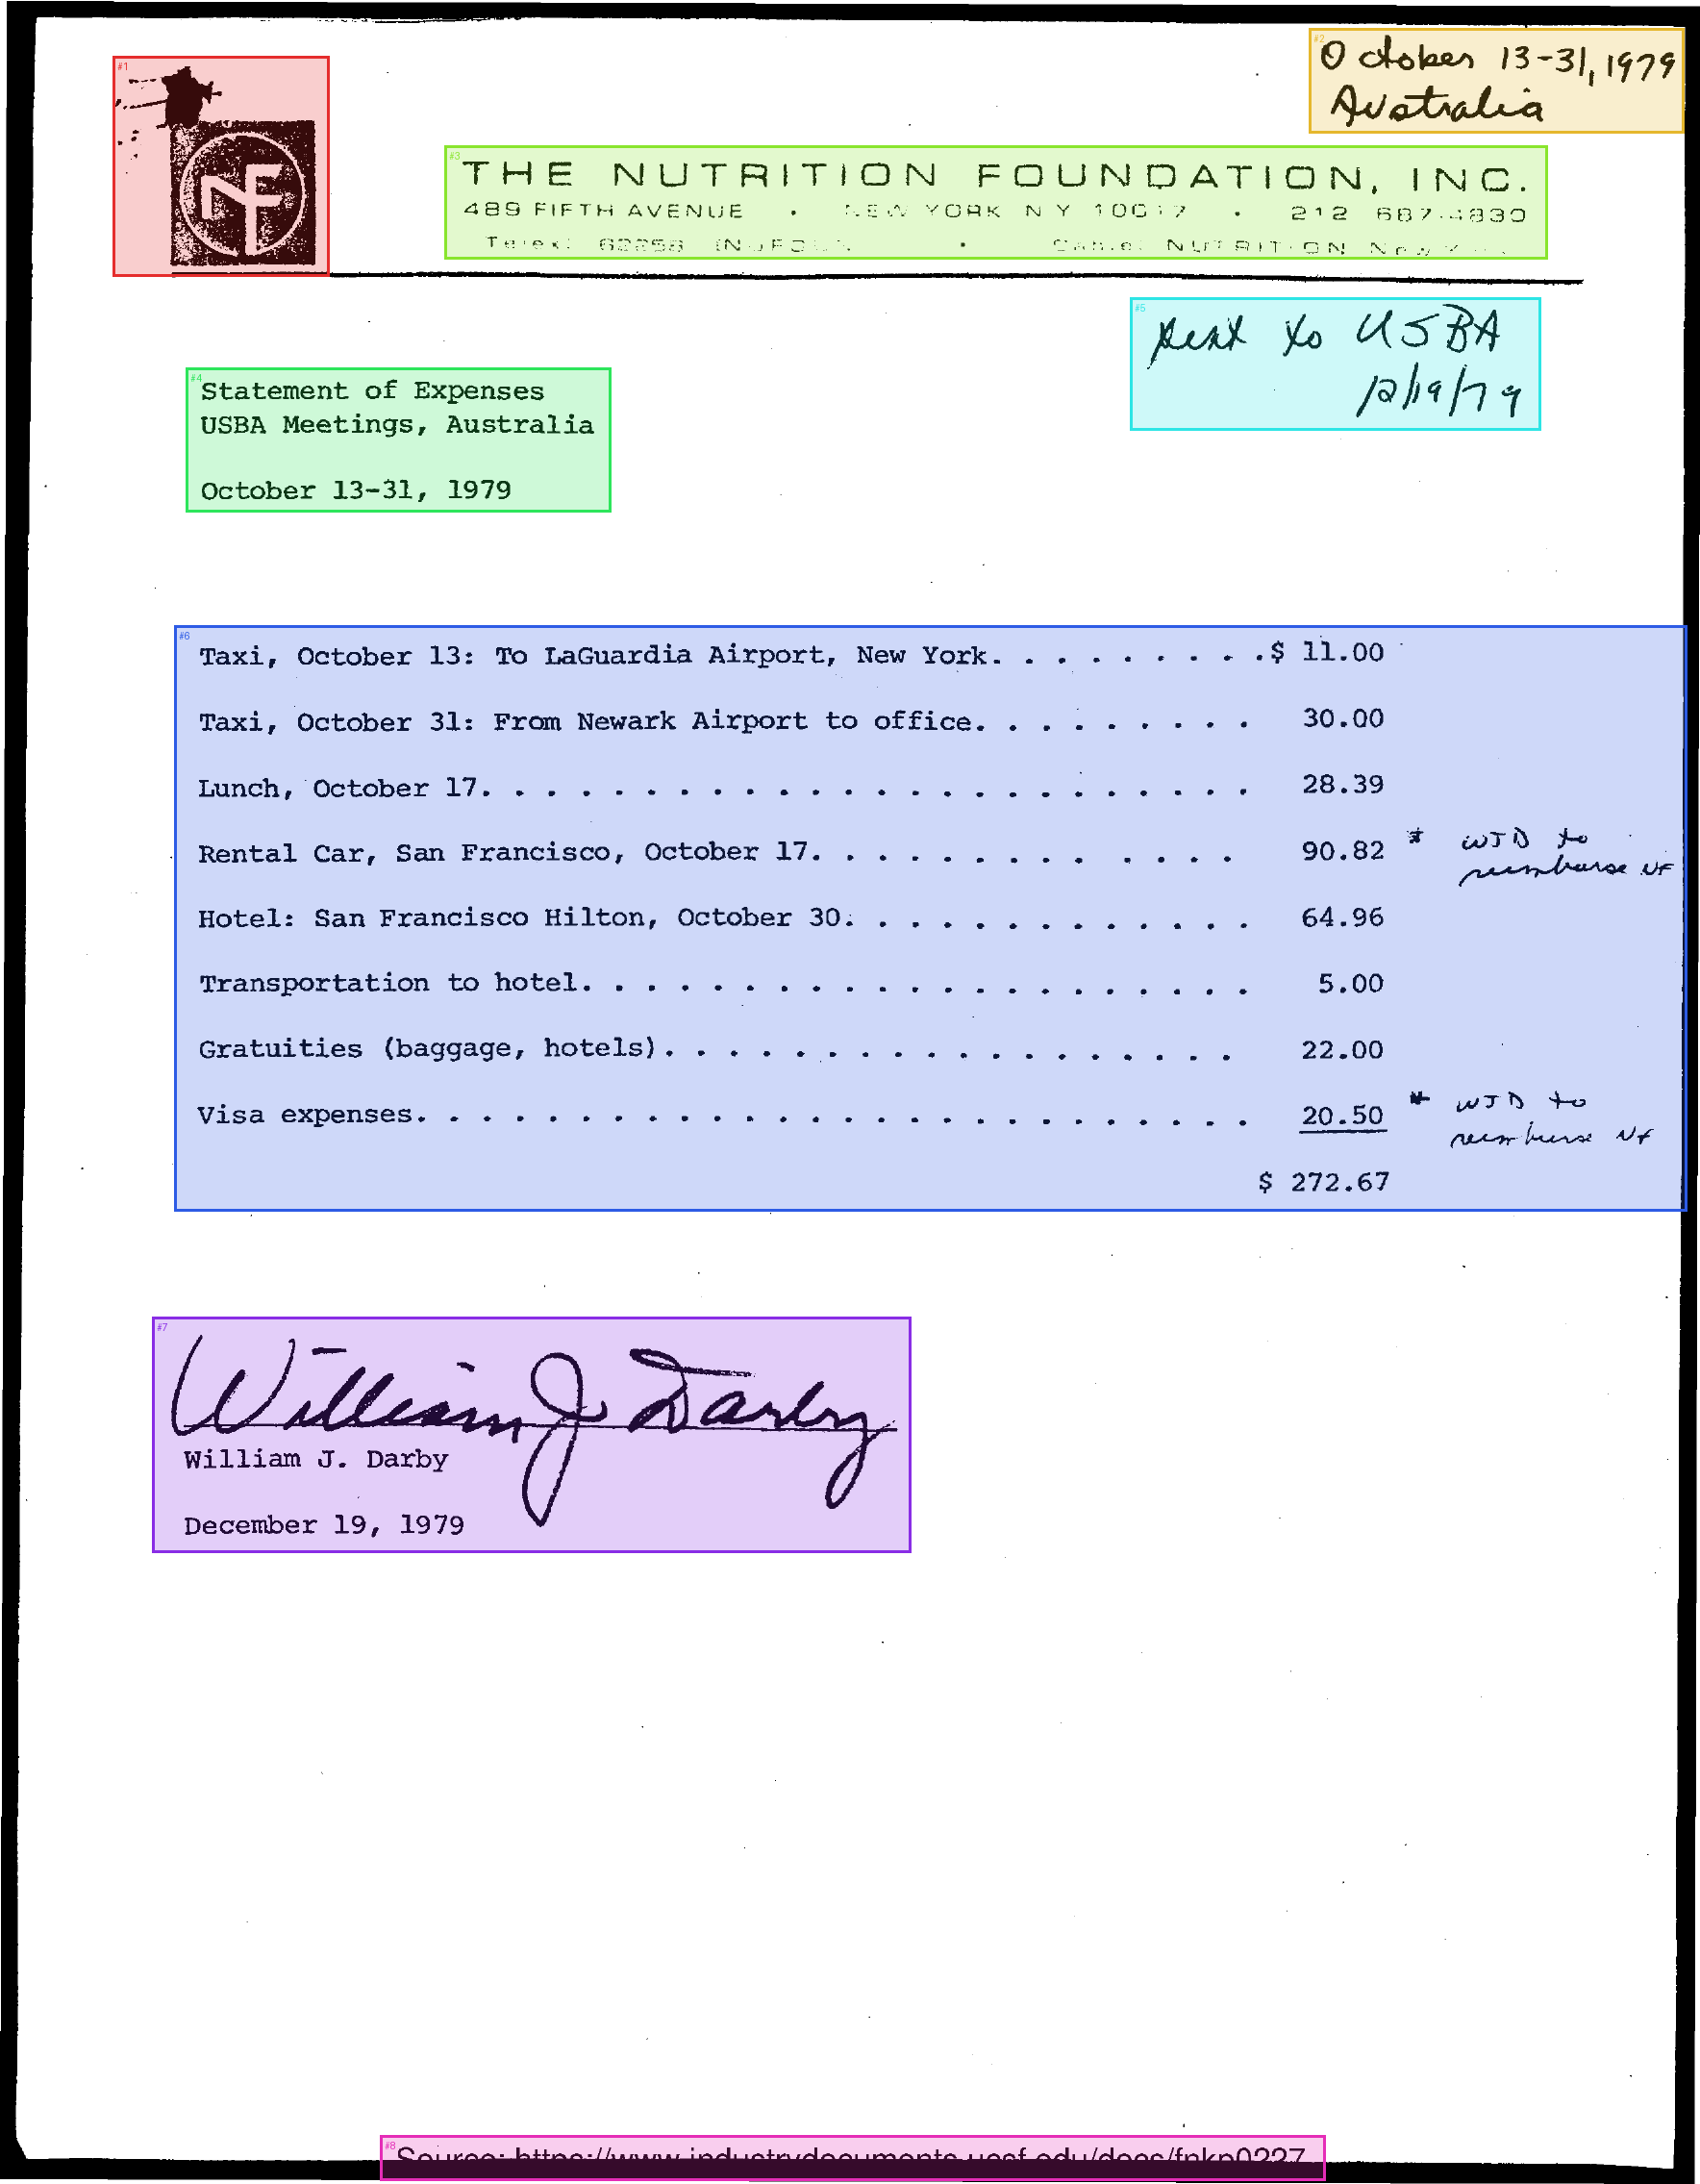 October 13-31, 1979
Australia
NF
THE NUTRITION FOUNDATION, INC.
489 FIFTH AVENUE • NEW YORK N Y 10017 • 212 687-4830
Telex: 62258 • Cable: NUTRITION New
sent to USBA
12/19/79
Statement of Expenses
USBA Meetings, Australia
October 13-31, 1979
Taxi, October 13: To LaGuardia Airport, New York. . . . . . . . .$ 11.00
Taxi, October 31: From Newark Airport to office. . . . . . . . . 30.00
Lunch, October 17. . . . . . . . . . . . . . . . . . . . . . . . 28.39
Rental Car, San Francisco, October 17. . . . . . . . . . . . . 90.82 * WJD to
reimburse NF
Hotel: San Francisco Hilton, October 30. . . . . . . . . . . . . 64.96
Transportation to hotel. . . . . . . . . . . . . . . . . . . . . 5.00
Gratuities (baggage, hotels). . . . . . . . . . . . . . . . . . 22.00
Visa expenses. . . . . . . . . . . . . . . . . . . . . . . . . . 20.50 * WJD to
reimburse NF
$ 272.67
William J Darby
William J. Darby
December 19, 1979
Source: https://www.industrydocuments.ucsf.edu/docs/fnkp0227